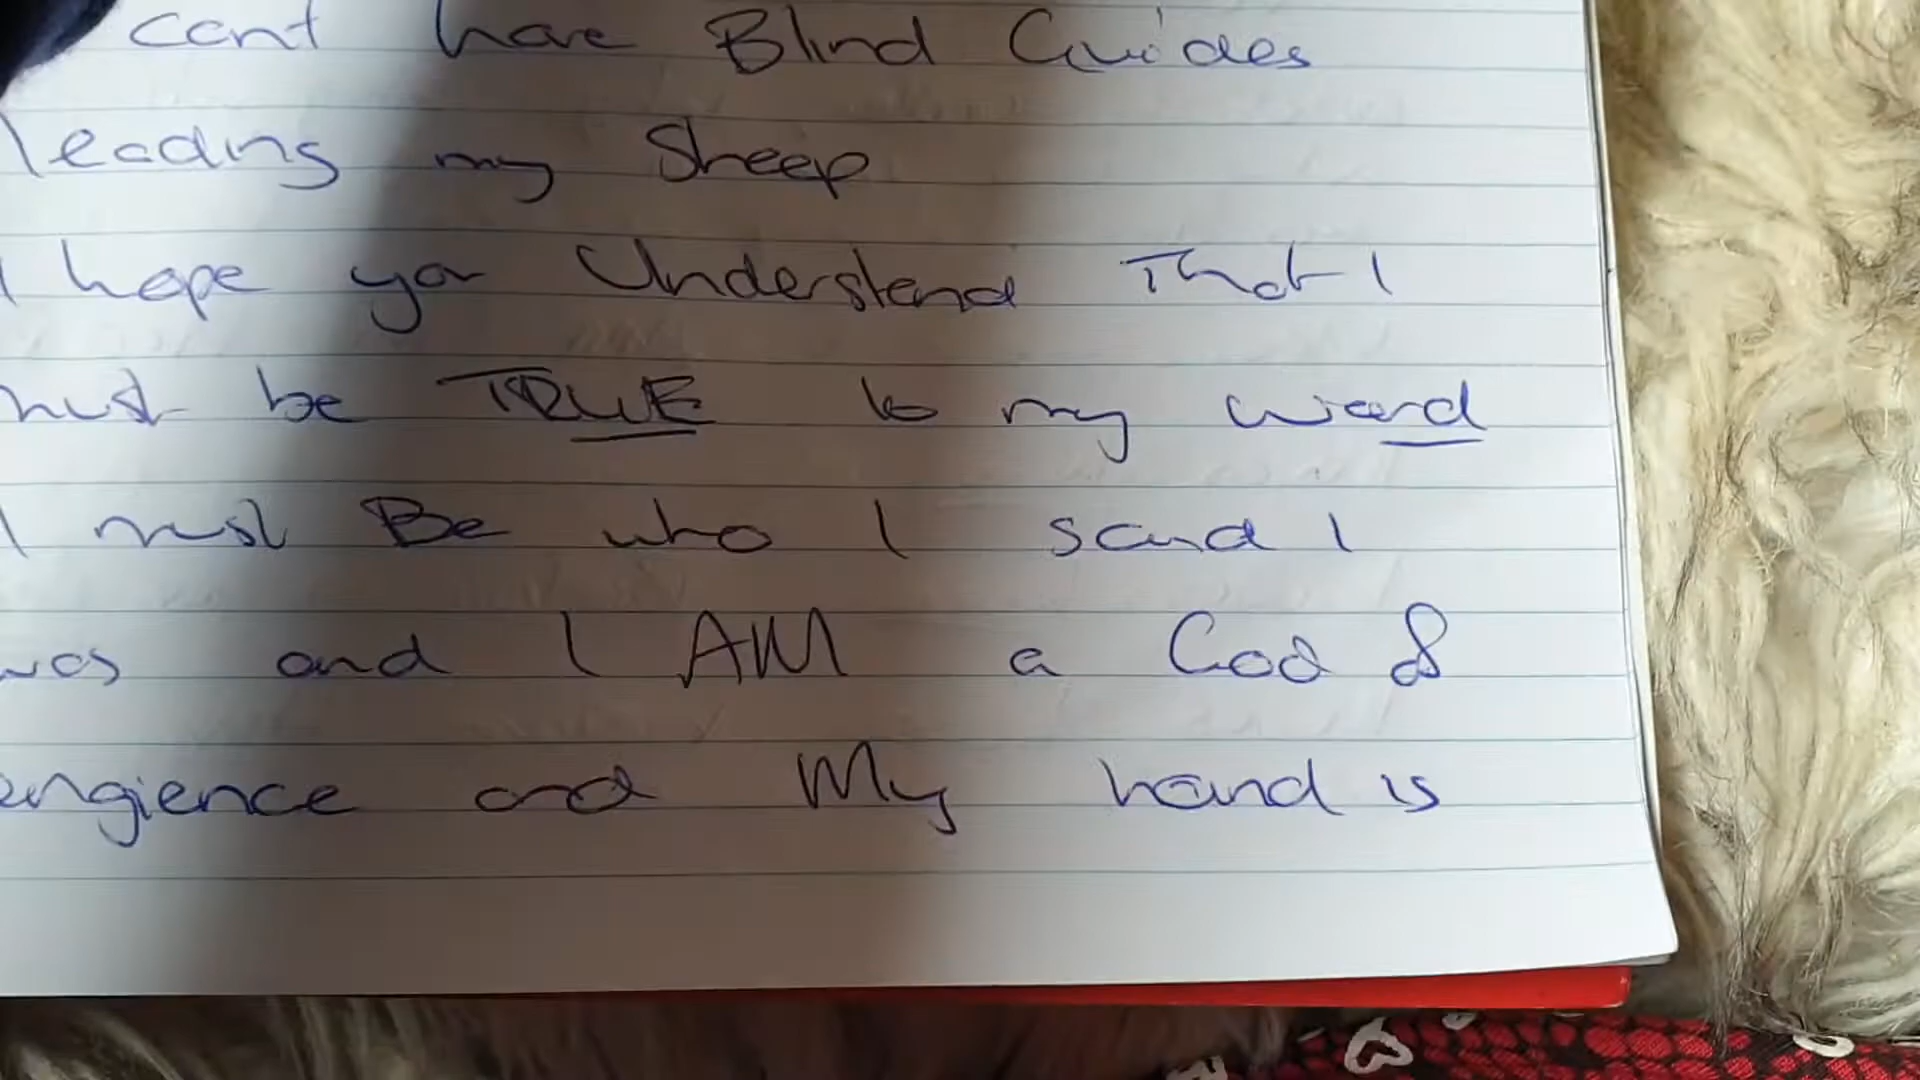 cant have Blind Guides
leading my Sheep
I hope you Understand That I
must be TRUE to my word
I must Be who I said I
was and I AM a God of
engience and My hand is